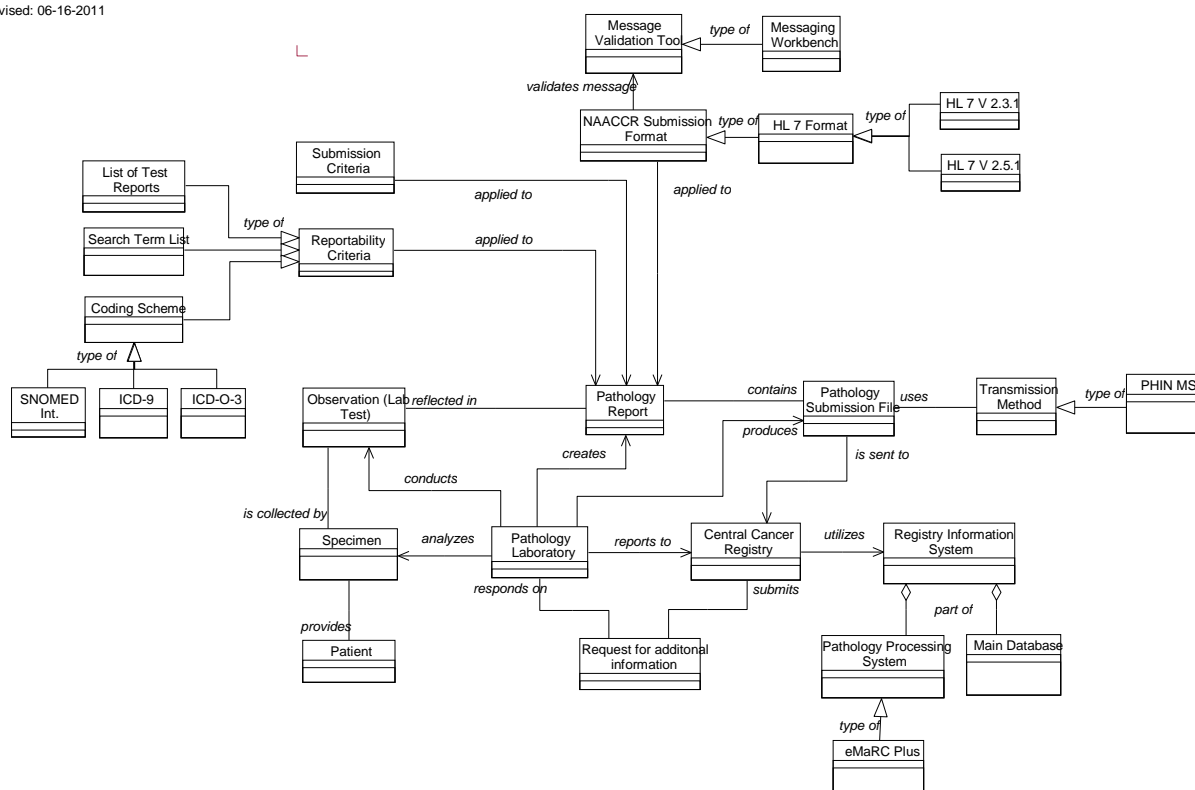 vised: 06-16-2011
Message
Validation Tool
type of
Messaging
Workbench
validates message
NAACCR Submission
Format
type of
HL 7 Format
type of
HL 7 V 2.3.1
HL 7 V 2.5.1
Submission
Criteria
applied to
applied to
List of Test
Reports
type of
Search Term List
Reportability
Criteria
applied to
Coding Scheme
type of
SNOMED
Int.
ICD-9
ICD-O-3
Observation (Lab
Test)
reflected in
Pathology
Report
contains
Pathology
Submission File
uses
Transmission
Method
type of
PHIN MS
produces
creates
is sent to
conducts
is collected by
Specimen
analyzes
Pathology
Laboratory
reports to
Central Cancer
Registry
utilizes
Registry Information
System
responds on
submits
part of
provides
Patient
Request for additonal
information
Pathology Processing
System
Main Database
type of
eMaRC Plus